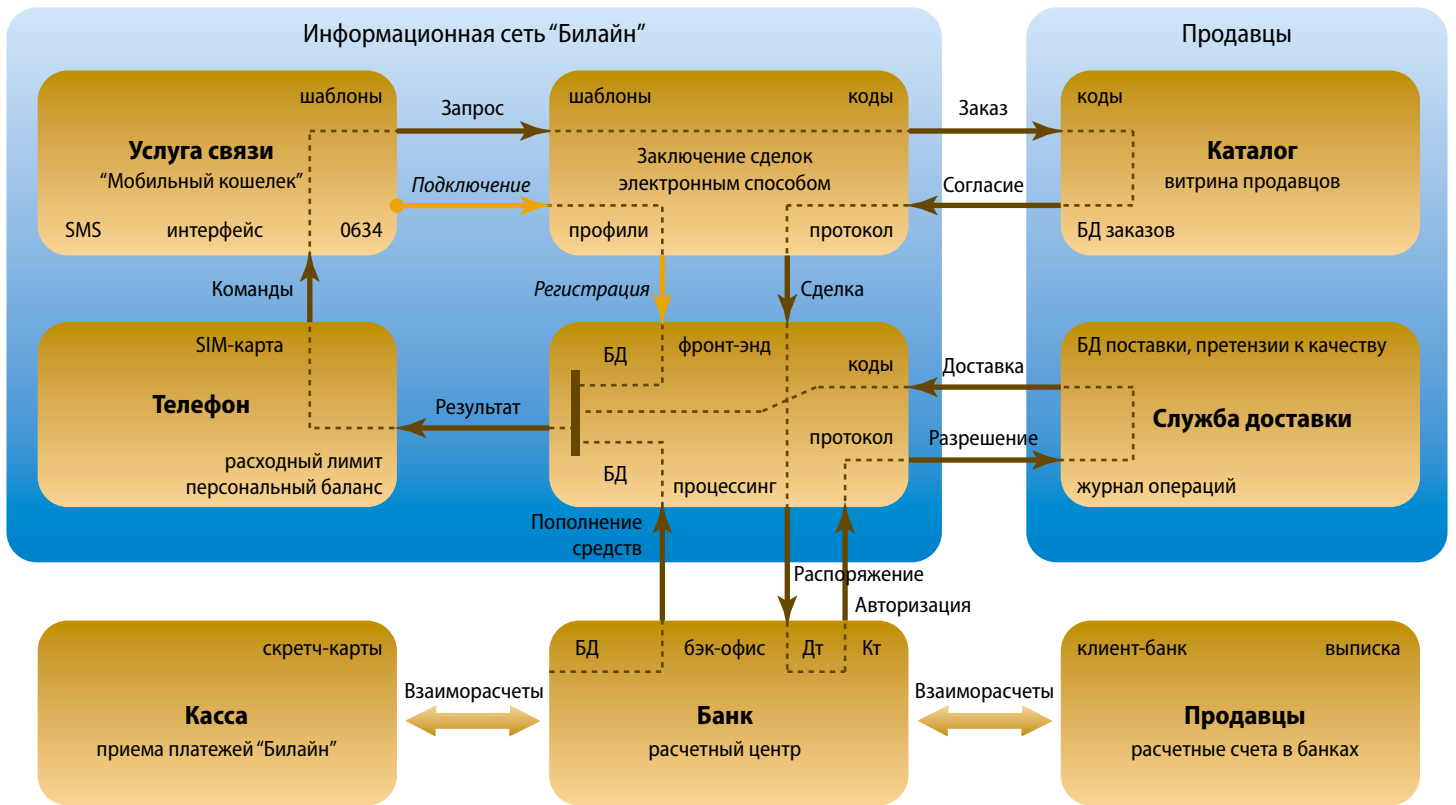 Информационная сеть “Билайн”
Продавцы
шаблоны
Услуга связи
“Мобильный кошелек”
SMS интерфейс 0634
Запрос
Подключение
шаблоны коды
Заключение сделок
электронным способом
профили протокол
Заказ
Согласие
коды
Каталог
витрина продавцов
БД заказов
Команды
Регистрация
Сделка
SIM-карта
Телефон
расходный лимит
персональный баланс
Результат
БД фронт-энд
коды
протокол
БД процессинг
Доставка
Разрешение
БД поставки, претензии к качеству
Служба доставки
журнал операций
Пополнение
средств
Распоряжение
Авторизация
скретч-карты
Касса
приема платежей “Билайн”
Взаиморасчеты
БД бэк-офис Дт Кт
Банк
расчетный центр
Взаиморасчеты
клиент-банк выписка
Продавцы
расчетные счета в банках